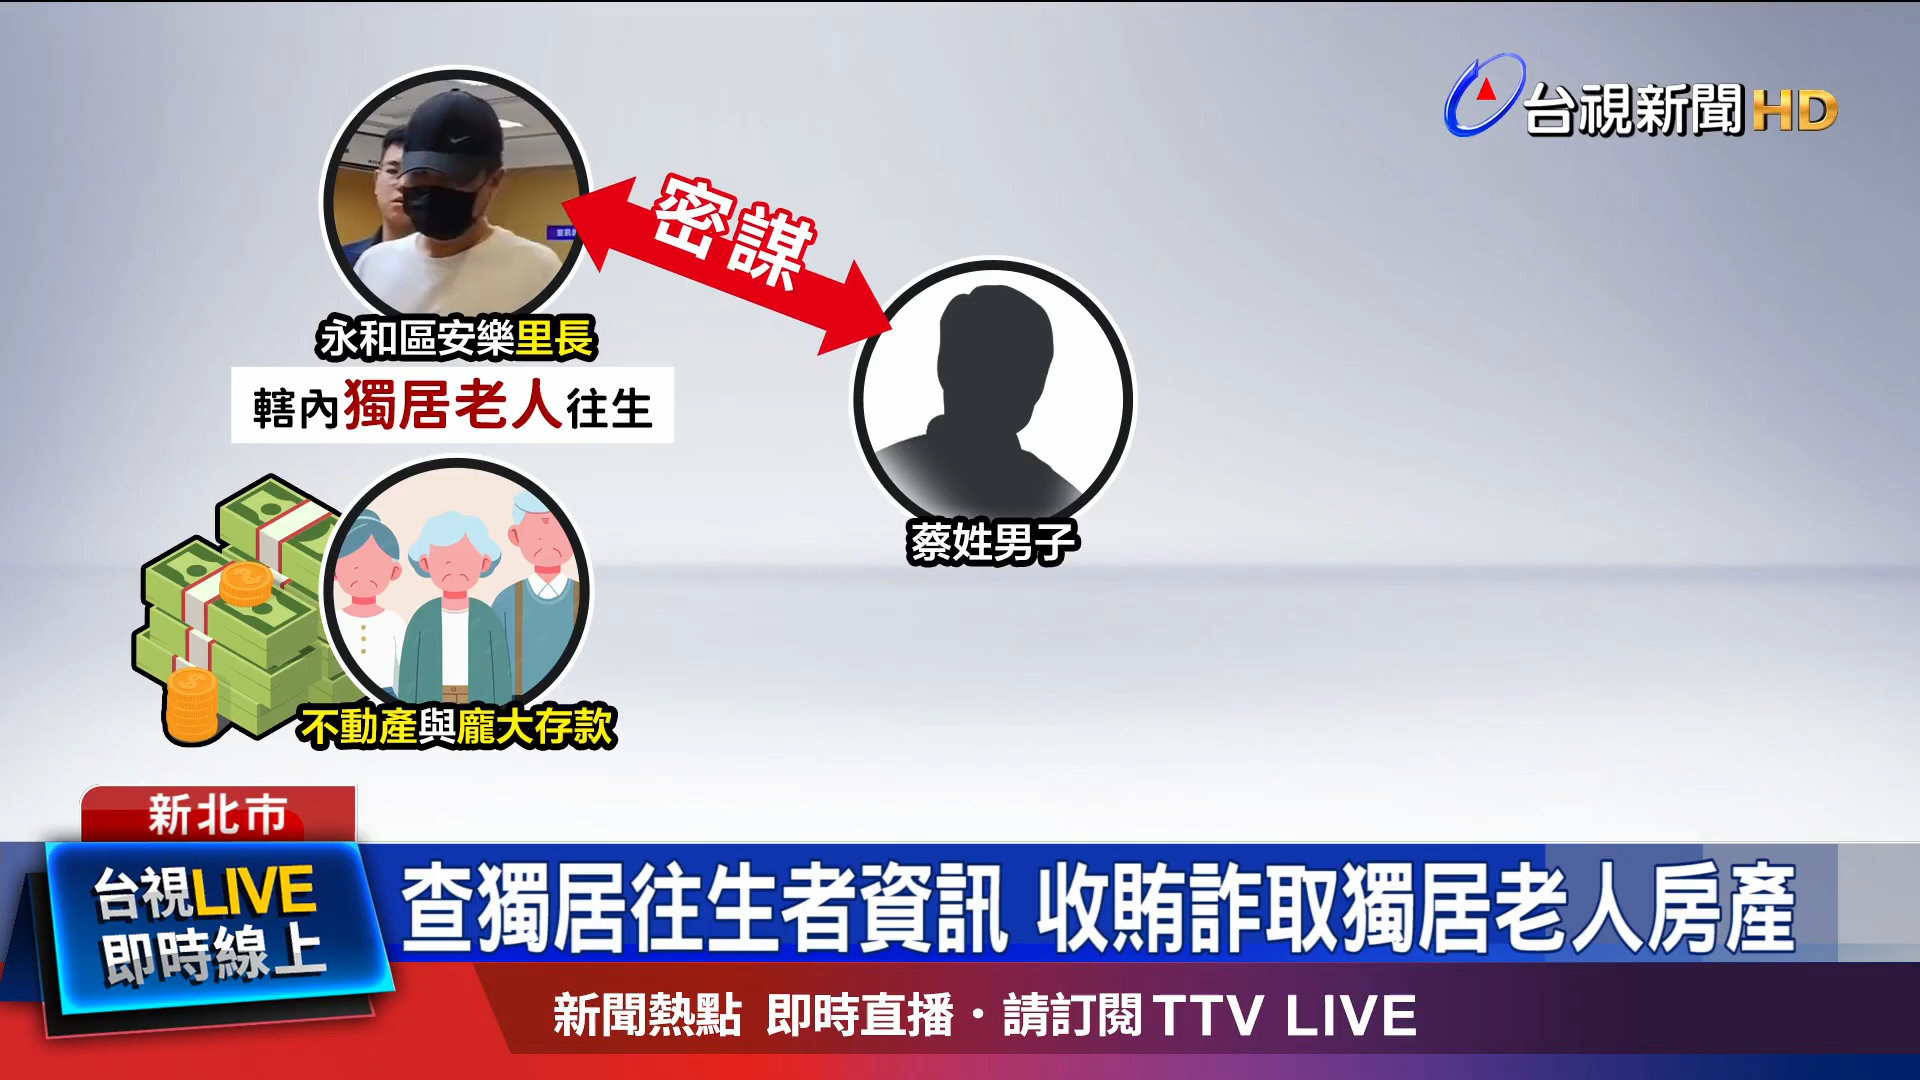 台視新聞HD
密謀
永和區安樂里長
轄內獨居老人往生
蔡姓男子
不動產與龐大存款
新北市
台視LIVE
即時線上
查獨居往生者資訊 收賄詐取獨居老人房產
新聞熱點 即時直播・請訂閱TTV LIVE